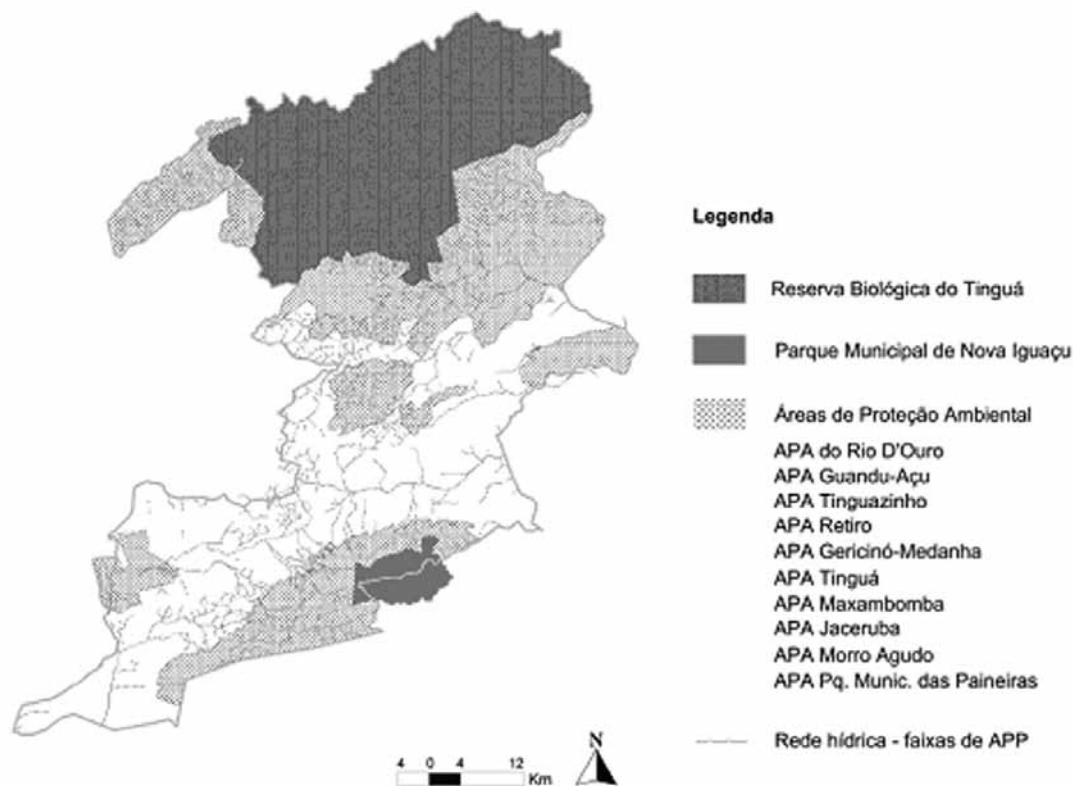 Legenda
Reserva Biológica do Tinguá
Parque Municipal de Nova Iguaçu
Áreas de Proteção Ambiental
APA do Rio D'Ouro
APA Guandu-Açu
APA Tinguazinho
APA Retiro
APA Gericinó-Medanha
APA Tinguá
APA Maxambomba
APA Jaceruba
APA Morro Agudo
APA Pq. Munic. das Paineiras
Rede hídrica - faixas de APP
4 0 4 12
Km
N